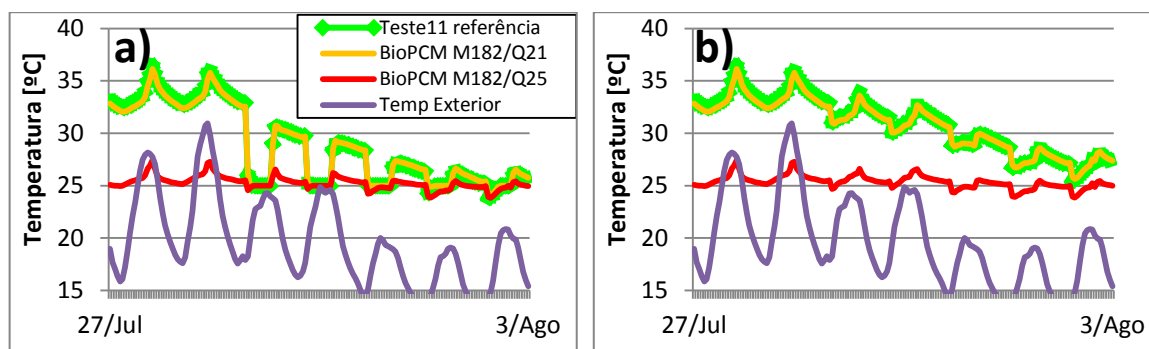 a)
Temperatura [ºC]
40
35
30
25
20
15
27/Jul
3/Ago
Teste11 referência
BioPCM M182/Q21
BioPCM M182/Q25
Temp Exterior
b)
Temperatura [ºC]
40
35
30
25
20
15
27/Jul
3/Ago